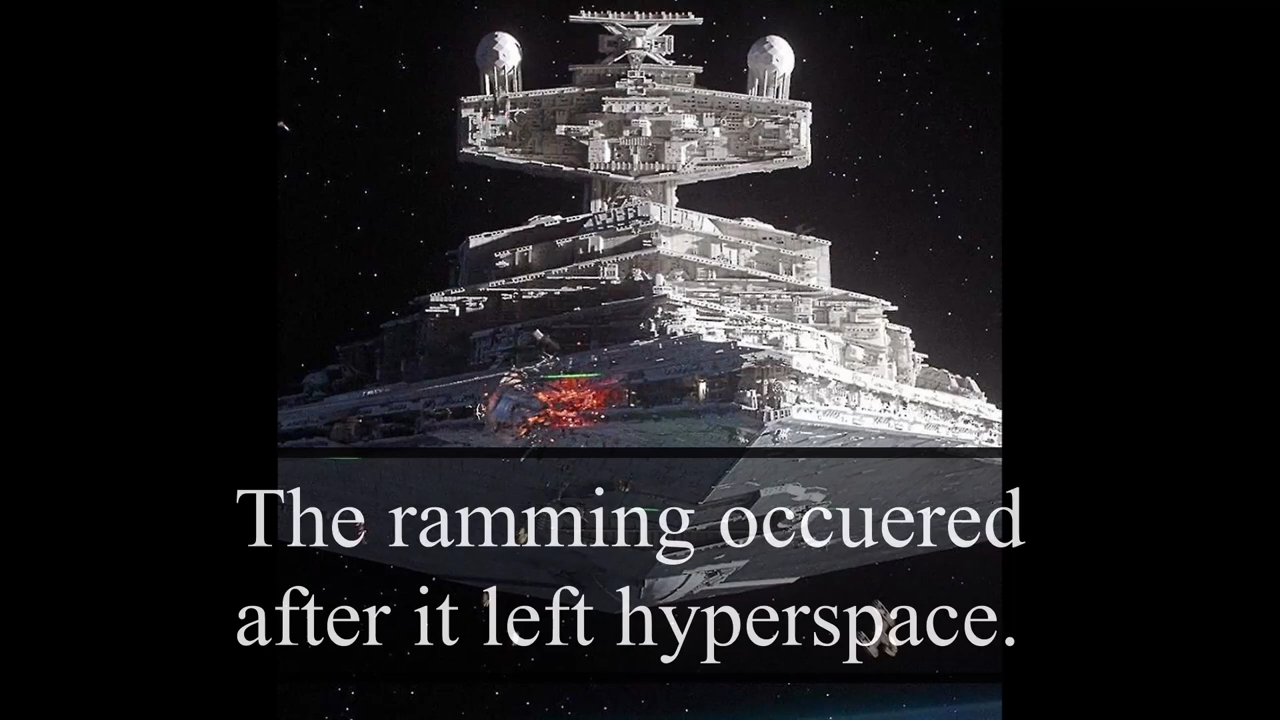 The ramming occuered
after it left hyperspace.